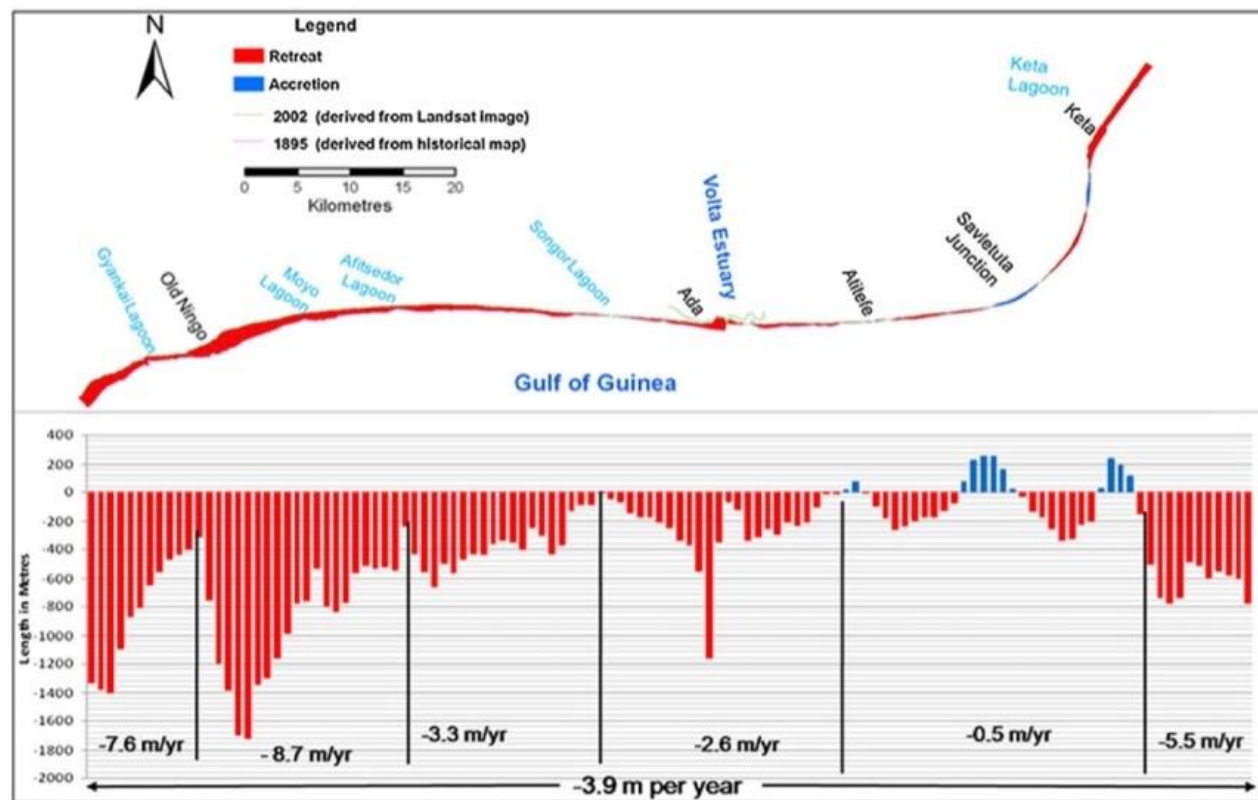 N
Legend
Retreat
Accretion
2002 (derived from Landsat image)
1895 (derived from historical map)
0 5 10 15 20
Kilometres
Gyankai Lagoon
Old Ningo
Moyo
Lagoon
Afitsedor
Lagoon
Songor Lagoon
Ada
Volta Estuary
Atitefe
Savietuta
Junction
Keta
Keta
Lagoon
Gulf of Guinea
Length in Metres
400
200
0
-200
-400
-600
-800
-1000
-1200
-1400
-1600
-1800
-2000
-7.6 m/yr
- 8.7 m/yr
-3.3 m/yr
-2.6 m/yr
-0.5 m/yr
-5.5 m/yr
-3.9 m per year